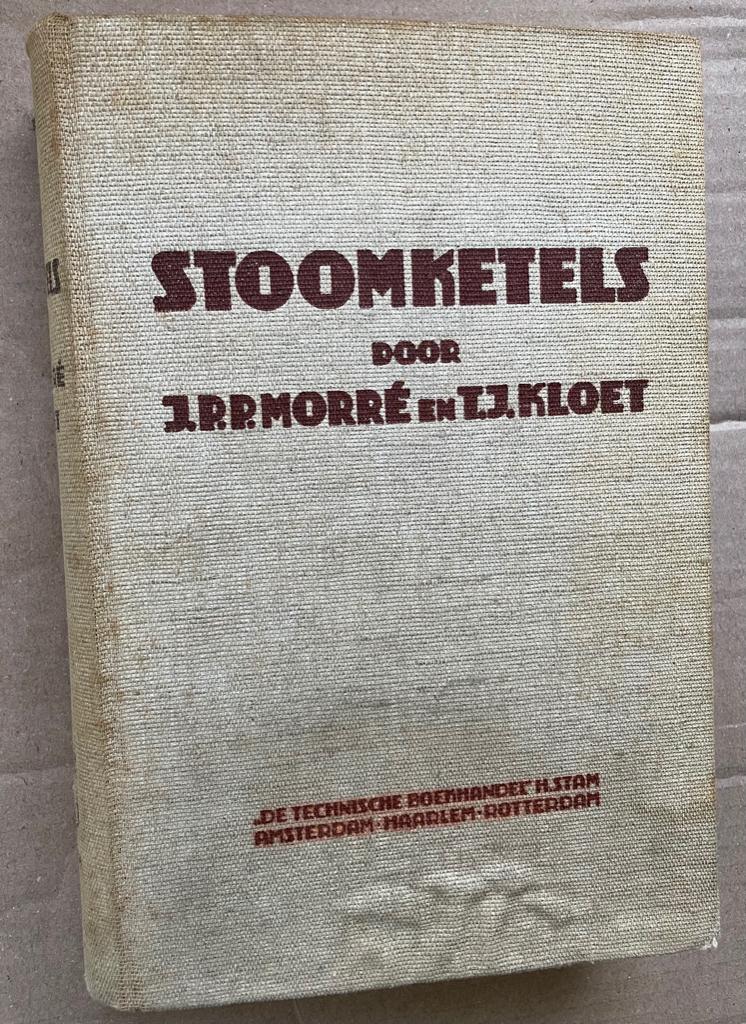 STOOMKETELS
DOOR
J.P.P. MORRÉ EN T.J. KLOET
„DE TECHNISCHE BOEKHANDEL” H. STAM
AMSTERDAM-HAARLEM-ROTTERDAM